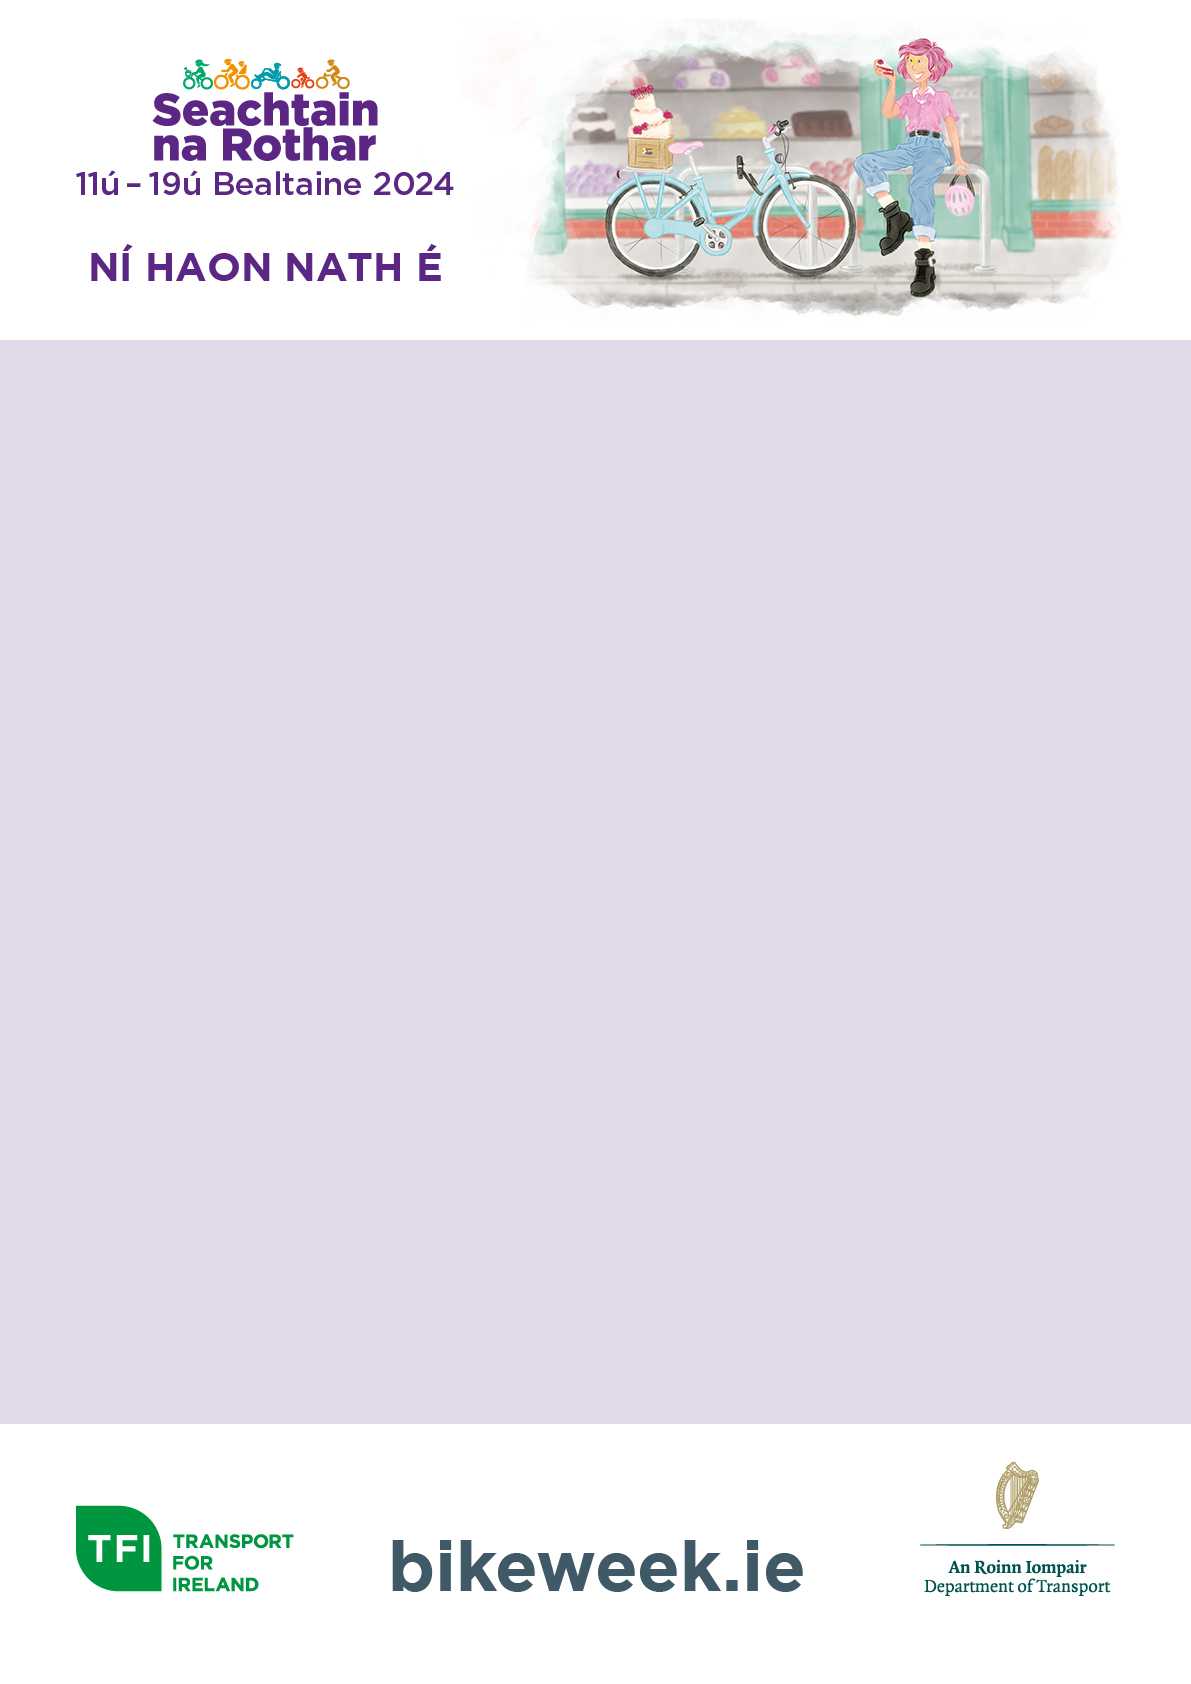 Seachtain
na Rothar
11ú – 19ú Bealtaine 2024
NÍ HAON NATH É
TFI
TRANSPORT
FOR
IRELAND
bikeweek.ie
An Roinn Iompair
Department of Transport